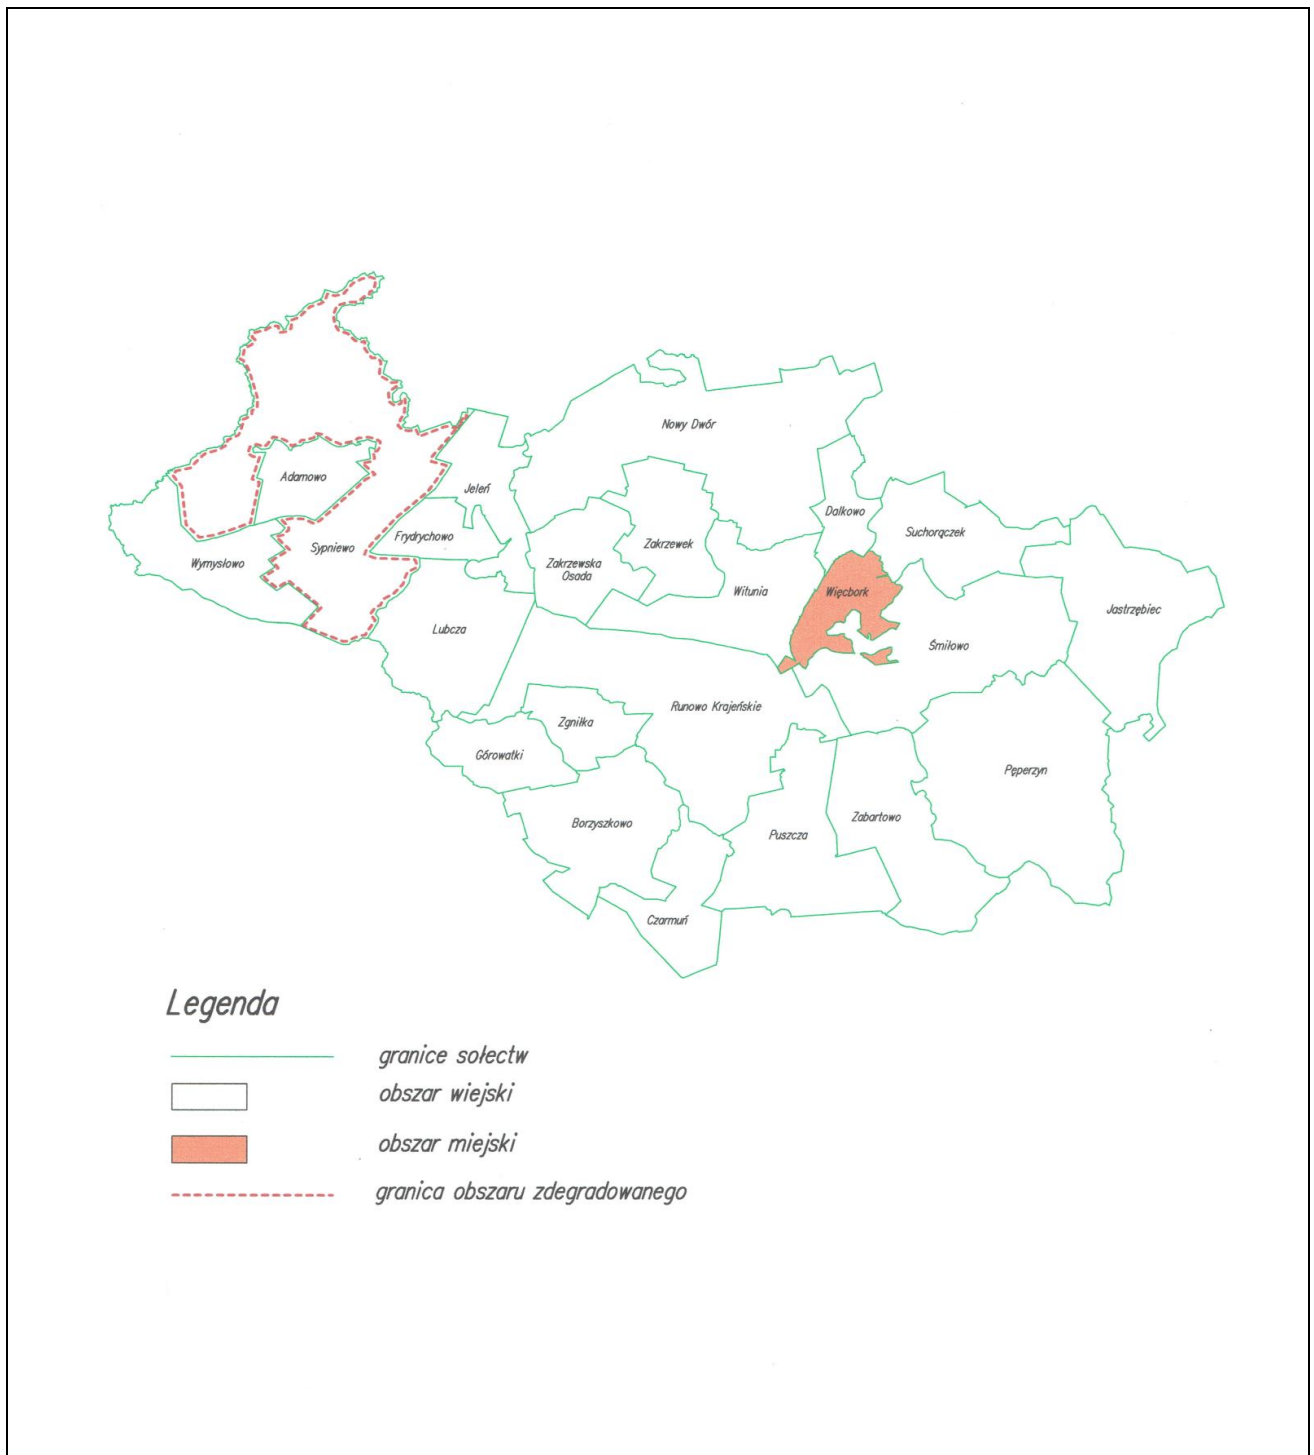 Nowy Dwór
Adamowo
Jeleń
Dalkowo
Suchorączek
Frydrychowo
Sypniewo
Zakrzewek
Wymysłowo
Zakrzewska
Osada
Witunia
Więcbork
Jastrzębiec
Lubcza
Śmiłowo
Runowo Krajeńskie
Zgniłka
Górowatki
Pęperzyn
Borzyszkowo
Zabartowo
Puszcza
Czarmuń
Legenda
granice sołectw
obszar wiejski
obszar miejski
granica obszaru zdegradowanego